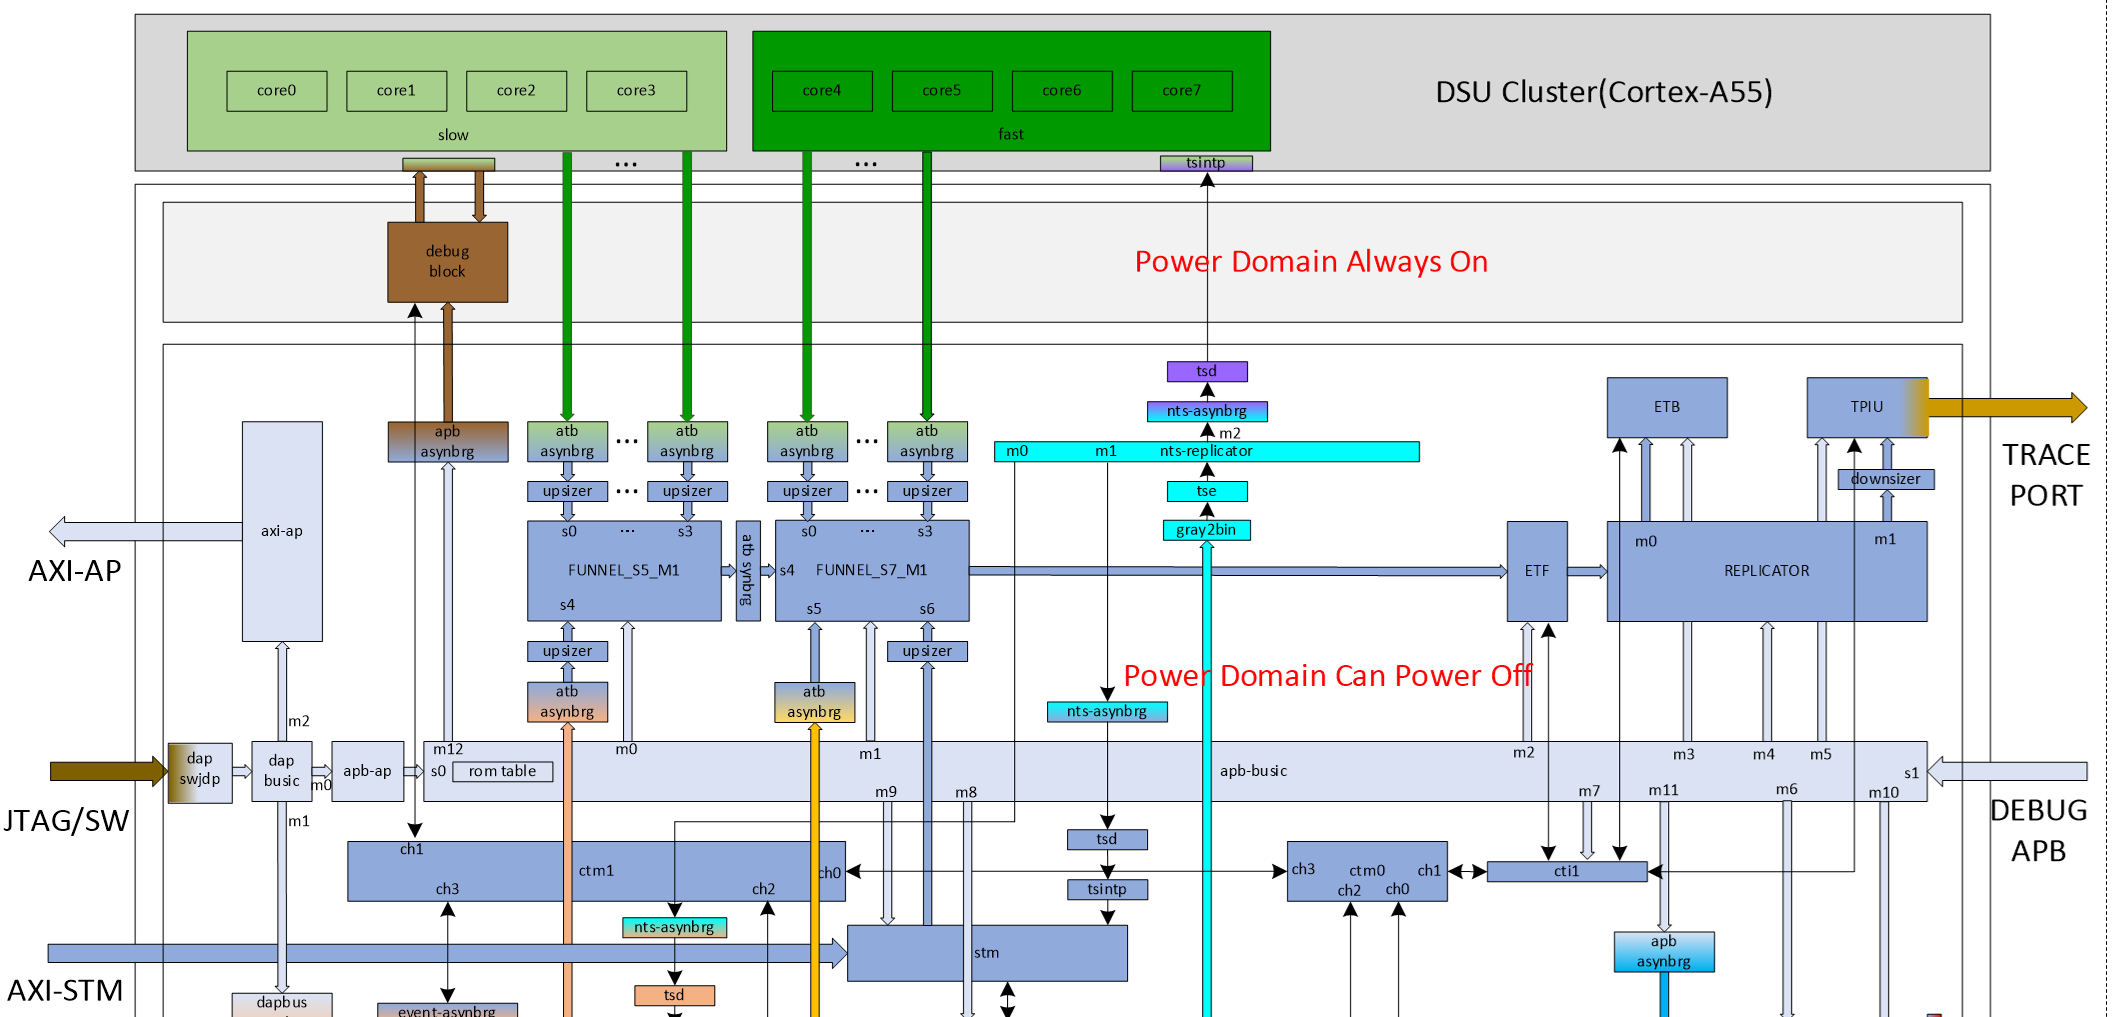 core0
core1
core2
core3
core4
core5
core6
core7
DSU Cluster(Cortex-A55)
slow
fast
...
...
tsintp
debug
block
Power Domain Always On
tsd
nts-asynbrg
m2
ETB
TPIU
TRACE
PORT
apb
asynbrg
atb
asynbrg
...
atb
asynbrg
atb
asynbrg
...
atb
asynbrg
m0
m1
nts-replicator
upsizer
...
upsizer
upsizer
...
upsizer
tse
downsizer
gray2bin
axi-ap
AXI-AP
s0
...
s3
FUNNEL_S5_M1
s4
atb synbrg
s0
...
s3
s4
FUNNEL_S7_M1
s5
s6
ETF
m0
m1
REPLICATOR
upsizer
upsizer
atb
asynbrg
atb
asynbrg
Power Domain Can Power Off
nts-asynbrg
m2
m12
m0
m1
m2
m3
m4
m5
dap
swjdp
dap
busic
m0
apb-ap
s0
rom table
apb-busic
s1
m9
m8
m7
m11
m6
m10
JTAG/SW
m1
DEBUG
APB
tsd
ch1
ctm1
ch0
ch3
ch2
ch3
ctm0
ch1
ch2
ch0
cti1
tsintp
nts-asynbrg
stm
apb
asynbrg
AXI-STM
tsd
dapbus
event-asynbrg